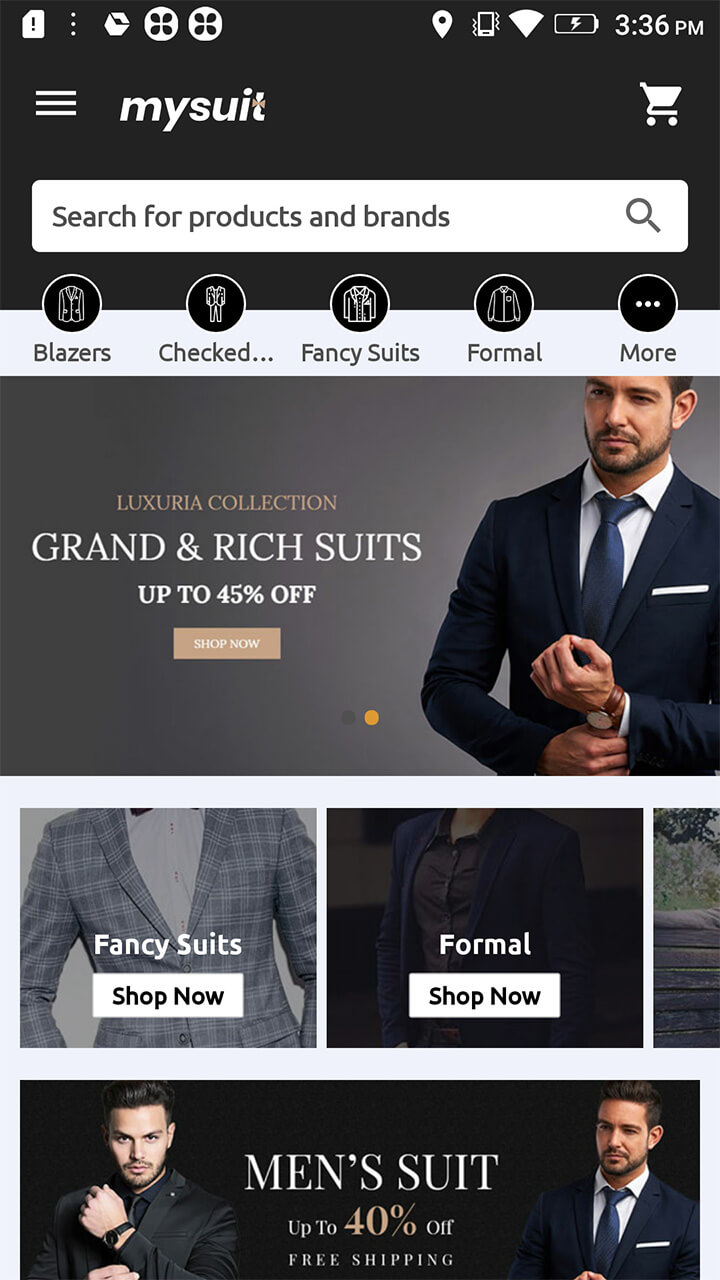 3:36 PM
mysuit
Search for products and brands
Blazers
Checked...
Fancy Suits
Formal
More
LUXURIA COLLECTION
GRAND & RICH SUITS
UP TO 45% OFF
SHOP NOW
Fancy Suits
Shop Now
Formal
Shop Now
MEN'S SUIT
Up To 40% Off
FREE SHIPPING